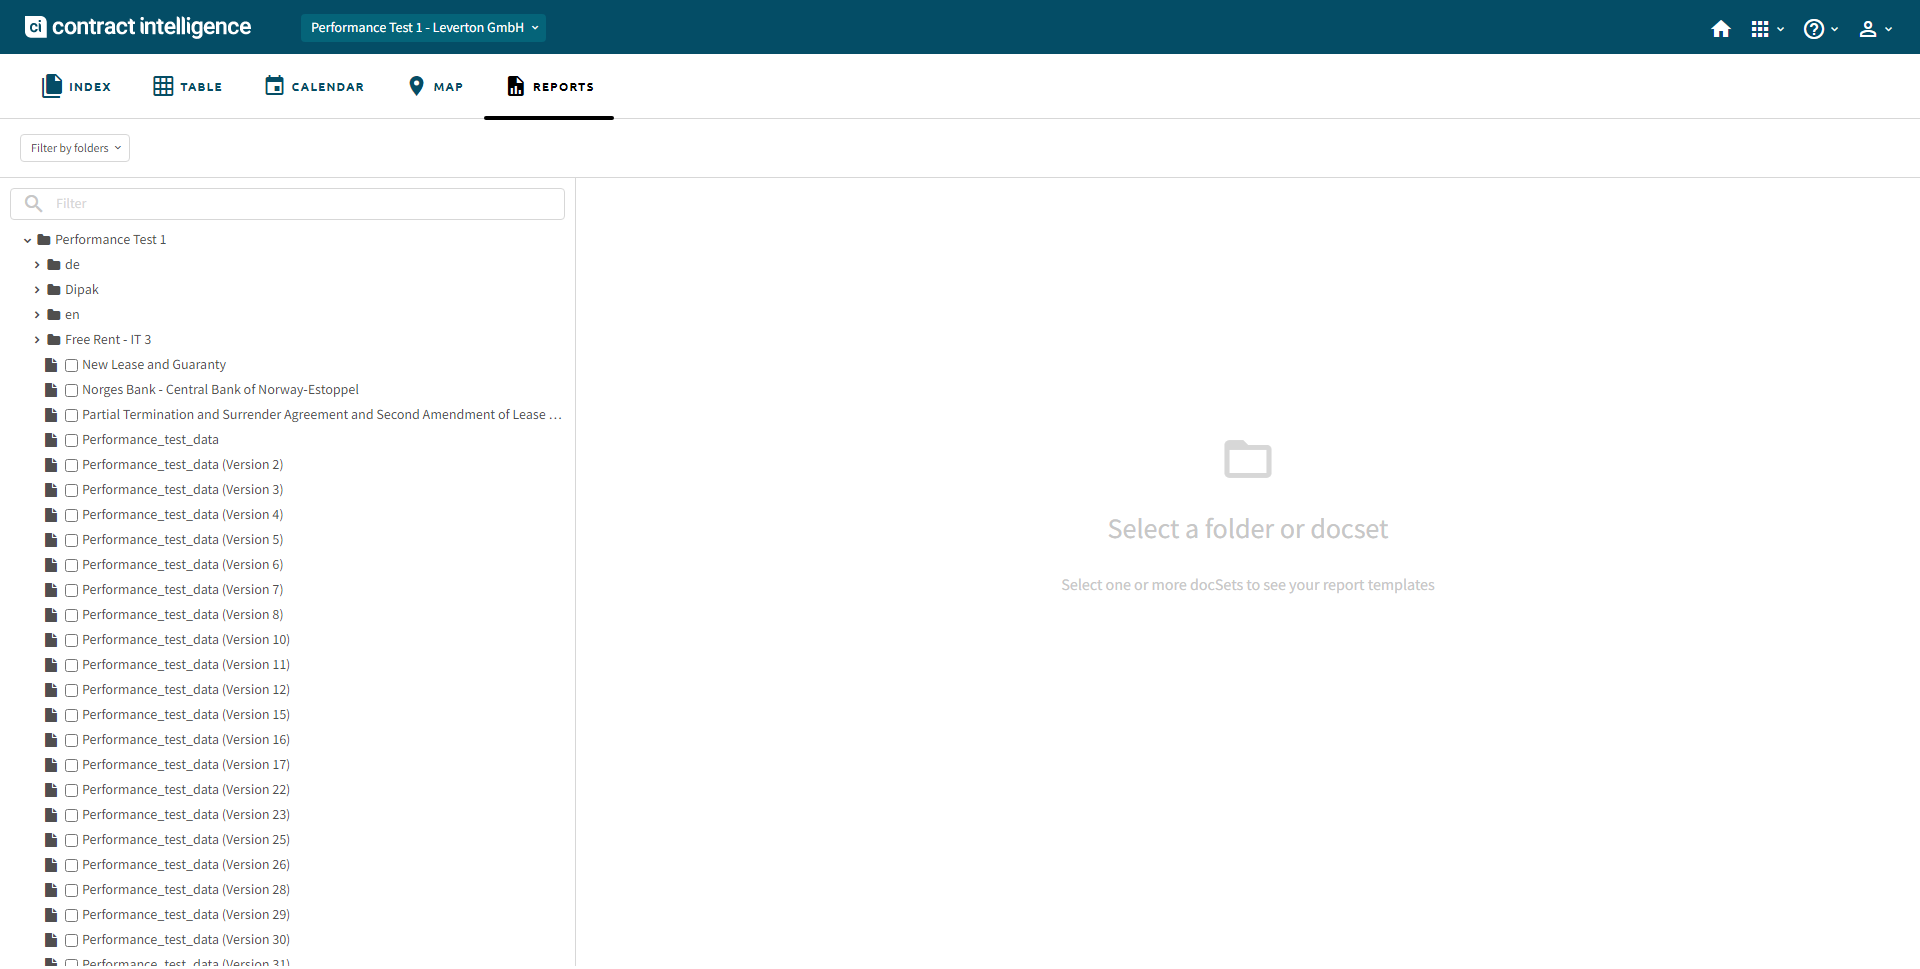 ci contract intelligence
Performance Test 1 - Leverton GmbH
INDEX
TABLE
CALENDAR
MAP
REPORTS
Filter by folders
Filter
Performance Test 1
de
Dipak
en
Free Rent - IT 3
New Lease and Guaranty
Norges Bank - Central Bank of Norway-Estoppel
Partial Termination and Surrender Agreement and Second Amendment of Lease ...
Performance_test_data
Performance_test_data (Version 2)
Performance_test_data (Version 3)
Performance_test_data (Version 4)
Performance_test_data (Version 5)
Performance_test_data (Version 6)
Performance_test_data (Version 7)
Performance_test_data (Version 8)
Performance_test_data (Version 10)
Performance_test_data (Version 11)
Performance_test_data (Version 12)
Performance_test_data (Version 15)
Performance_test_data (Version 16)
Performance_test_data (Version 17)
Performance_test_data (Version 22)
Performance_test_data (Version 23)
Performance_test_data (Version 25)
Performance_test_data (Version 26)
Performance_test_data (Version 28)
Performance_test_data (Version 29)
Performance_test_data (Version 30)
Performance_test_data (Version 31)
Select a folder or docset
Select one or more docSets to see your report templates